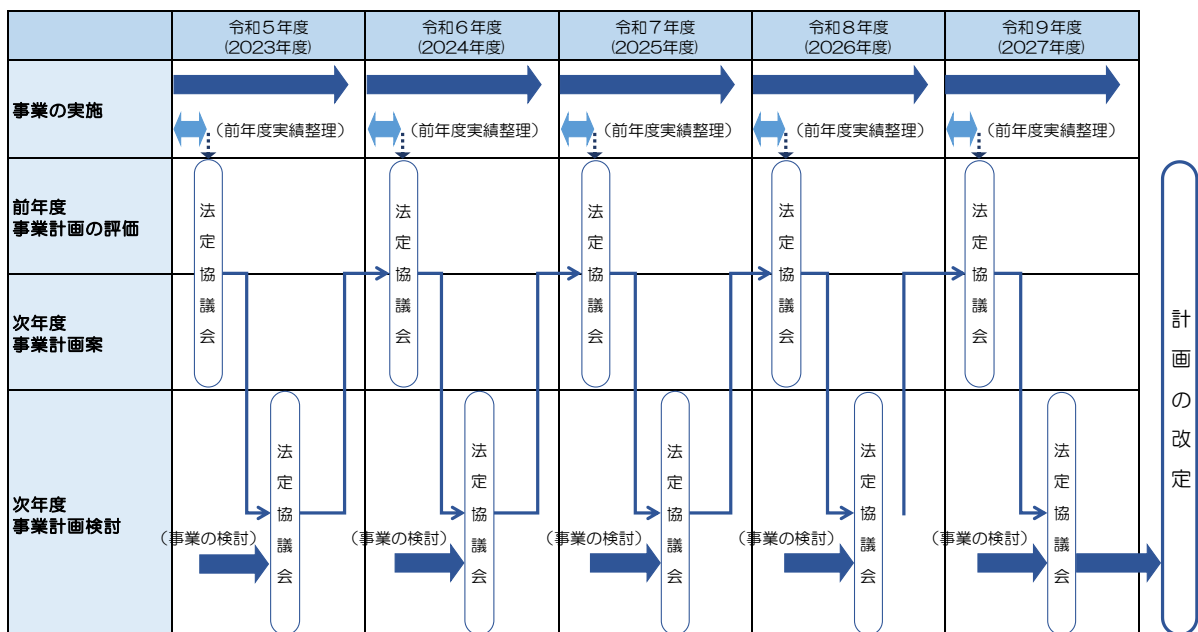 令和5年度
(2023年度)
令和6年度
(2024年度)
令和7年度
(2025年度)
令和8年度
(2026年度)
令和9年度
(2027年度)
事業の実施
(前年度実績整理)
(前年度実績整理)
(前年度実績整理)
(前年度実績整理)
(前年度実績整理)
前年度
事業計画の評価
次年度
事業計画案
法定協議会
法定協議会
法定協議会
法定協議会
法定協議会
次年度
事業計画検討
(事業の検討)
法定協議会
(事業の検討)
法定協議会
(事業の検討)
法定協議会
(事業の検討)
法定協議会
(事業の検討)
法定協議会
計画の改定